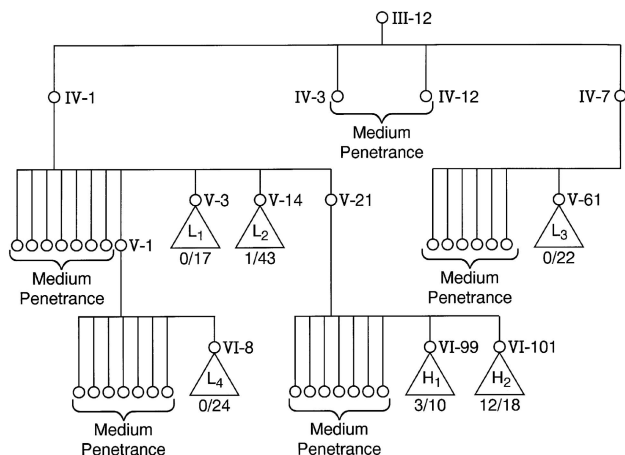 III-12
IV-1
IV-3
IV-12
IV-7
Medium
Penetrance
V-3
V-14
V-21
V-61
L1
L2
L3
V-1
0/17
1/43
0/22
Medium
Penetrance
Medium
Penetrance
VI-8
VI-99
VI-101
L4
H1
H2
0/24
3/10
12/18
Medium
Penetrance
Medium
Penetrance